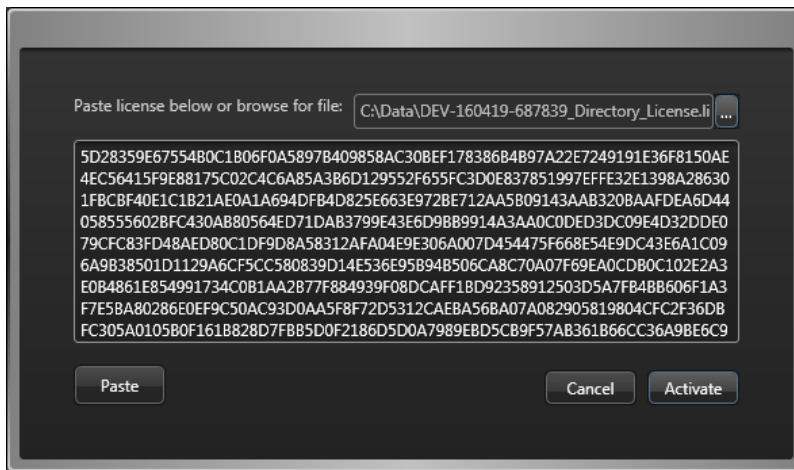 Paste license below or browse for file:
C:\Data\DEV-160419-687839_Directory_License.li
...
5D28359E67554B0C1B06F0A5897B409858AC30BEF178386B4B97A22E7249191E36F8150AE
4EC56415F9E88175C02C4C6A85A3B6D129552F655FC3D0E837851997EFFE32E1398A28630
1FBCBF40E1C1B21AE0A1A694DFB4D825E663E972BE712AA5B09143AAB320BAAFDEA6D44
058555602BFC430AB80564ED71DAB3799E43E6D9BB9914A3AA0C0DED3DC09E4D32DDE0
79CFC83FD48AED80C1DF9D8A58312AFA04E9E306A007D454475F668E54E9DC43E6A1C09
6A9B38501D1129A6CF5CC580839D14E536E95B94B506CA8C70A07F69EA0CDB0C102E2A3
E0B4861E854991734C0B1AA2B77F884939F08DCAFF1BD92358912503D5A7FB4BB606F1A3
F7E5BA80286E0EF9C50AC93D0AA5F8F72D5312CAEBA56BA07A082905819804CFC2F36DB
FC305A0105B0F161B828D7FBB5D0F2186D5D0A7989EBD5CB9F57AB361B66CC36A9BE6C9
Paste
Cancel
Activate